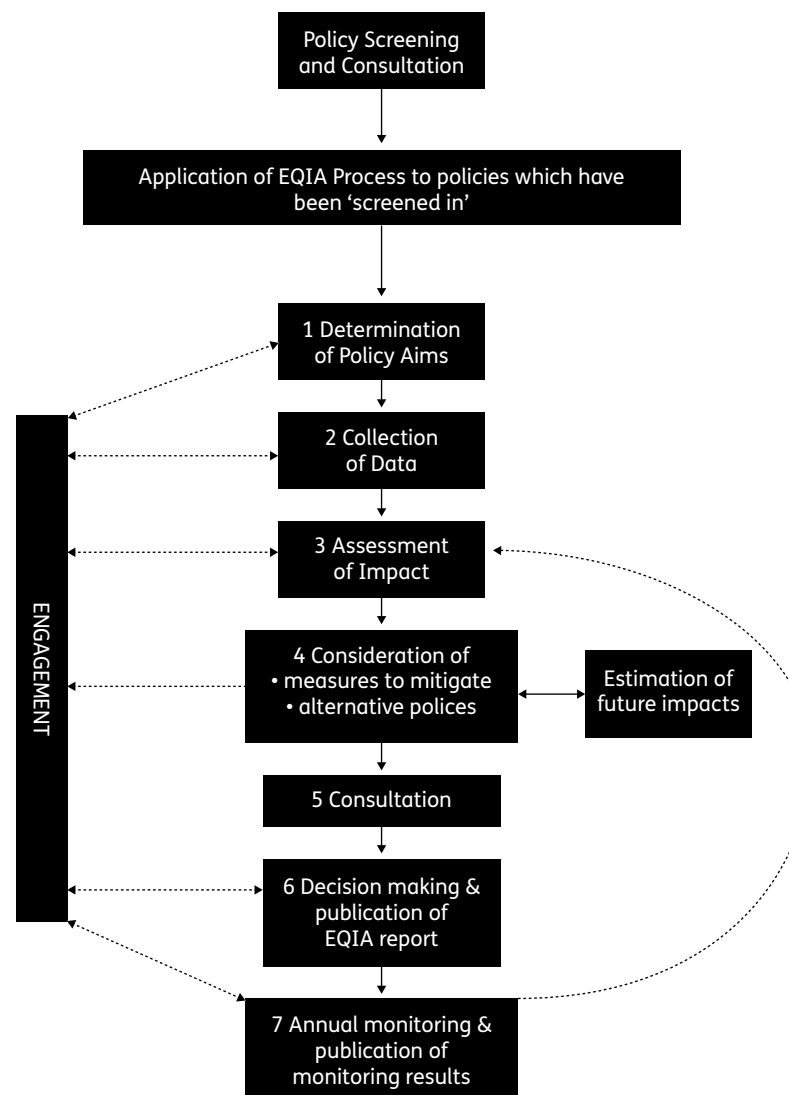 Policy Screening
and Consultation
Application of EQIA Process to policies which have
been ‘screened in’
1 Determination
of Policy Aims
2 Collection
of Data
3 Assessment
of Impact
ENGAGEMENT
4 Consideration of
• measures to mitigate
• alternative polices
Estimation of
future impacts
5 Consultation
6 Decision making &
publication of
EQIA report
7 Annual monitoring &
publication of
monitoring results